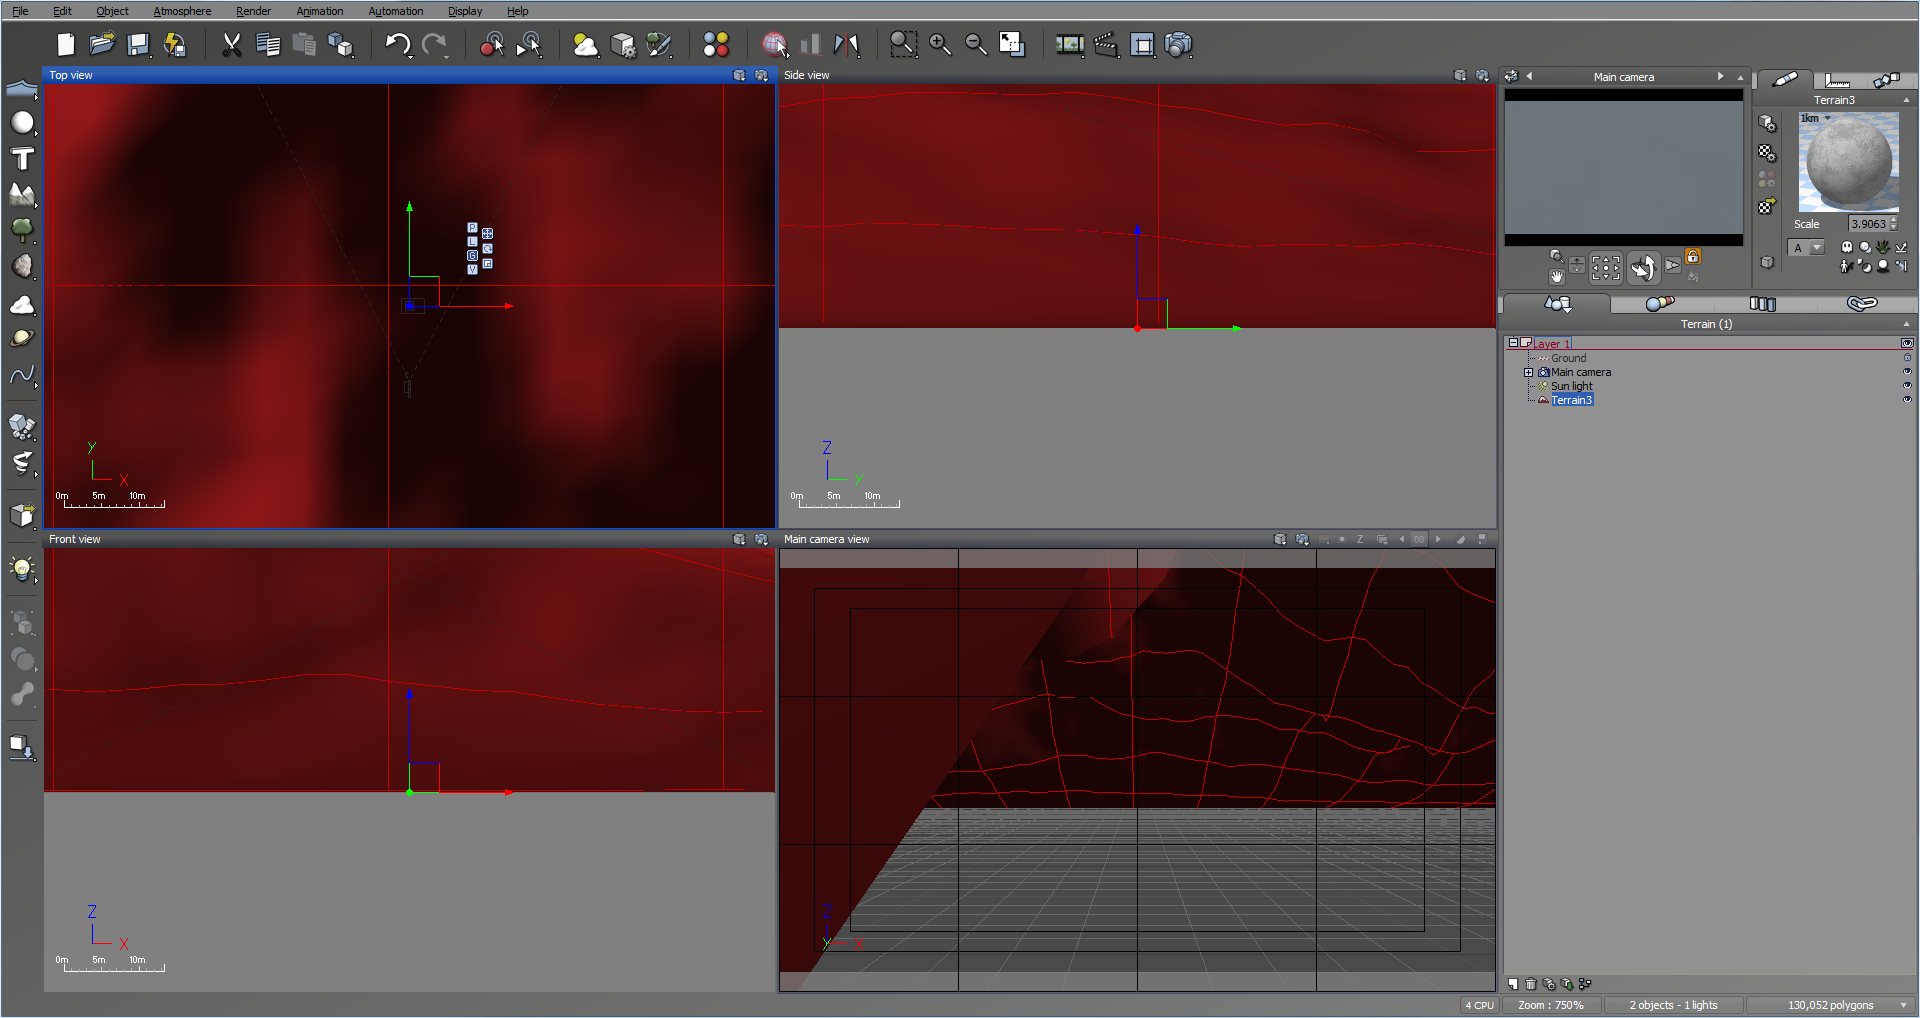 File Edit Object Atmosphere Render Animation Automation Display Help
Top view
Side view
Main camera
Terrain3
1km
Scale 3.9063
A
P
L
G
V
Y
X
0m 5m 10m
Z
Y
0m 5m 10m
Terrain (1)
Layer 1
Ground
Main camera
Sun light
Terrain3
Front view
Main camera view
Z
00
Z
X
0m 5m 10m
Z
Y
X
4 CPU
Zoom : 750%
2 objects - 1 lights
130,052 polygons